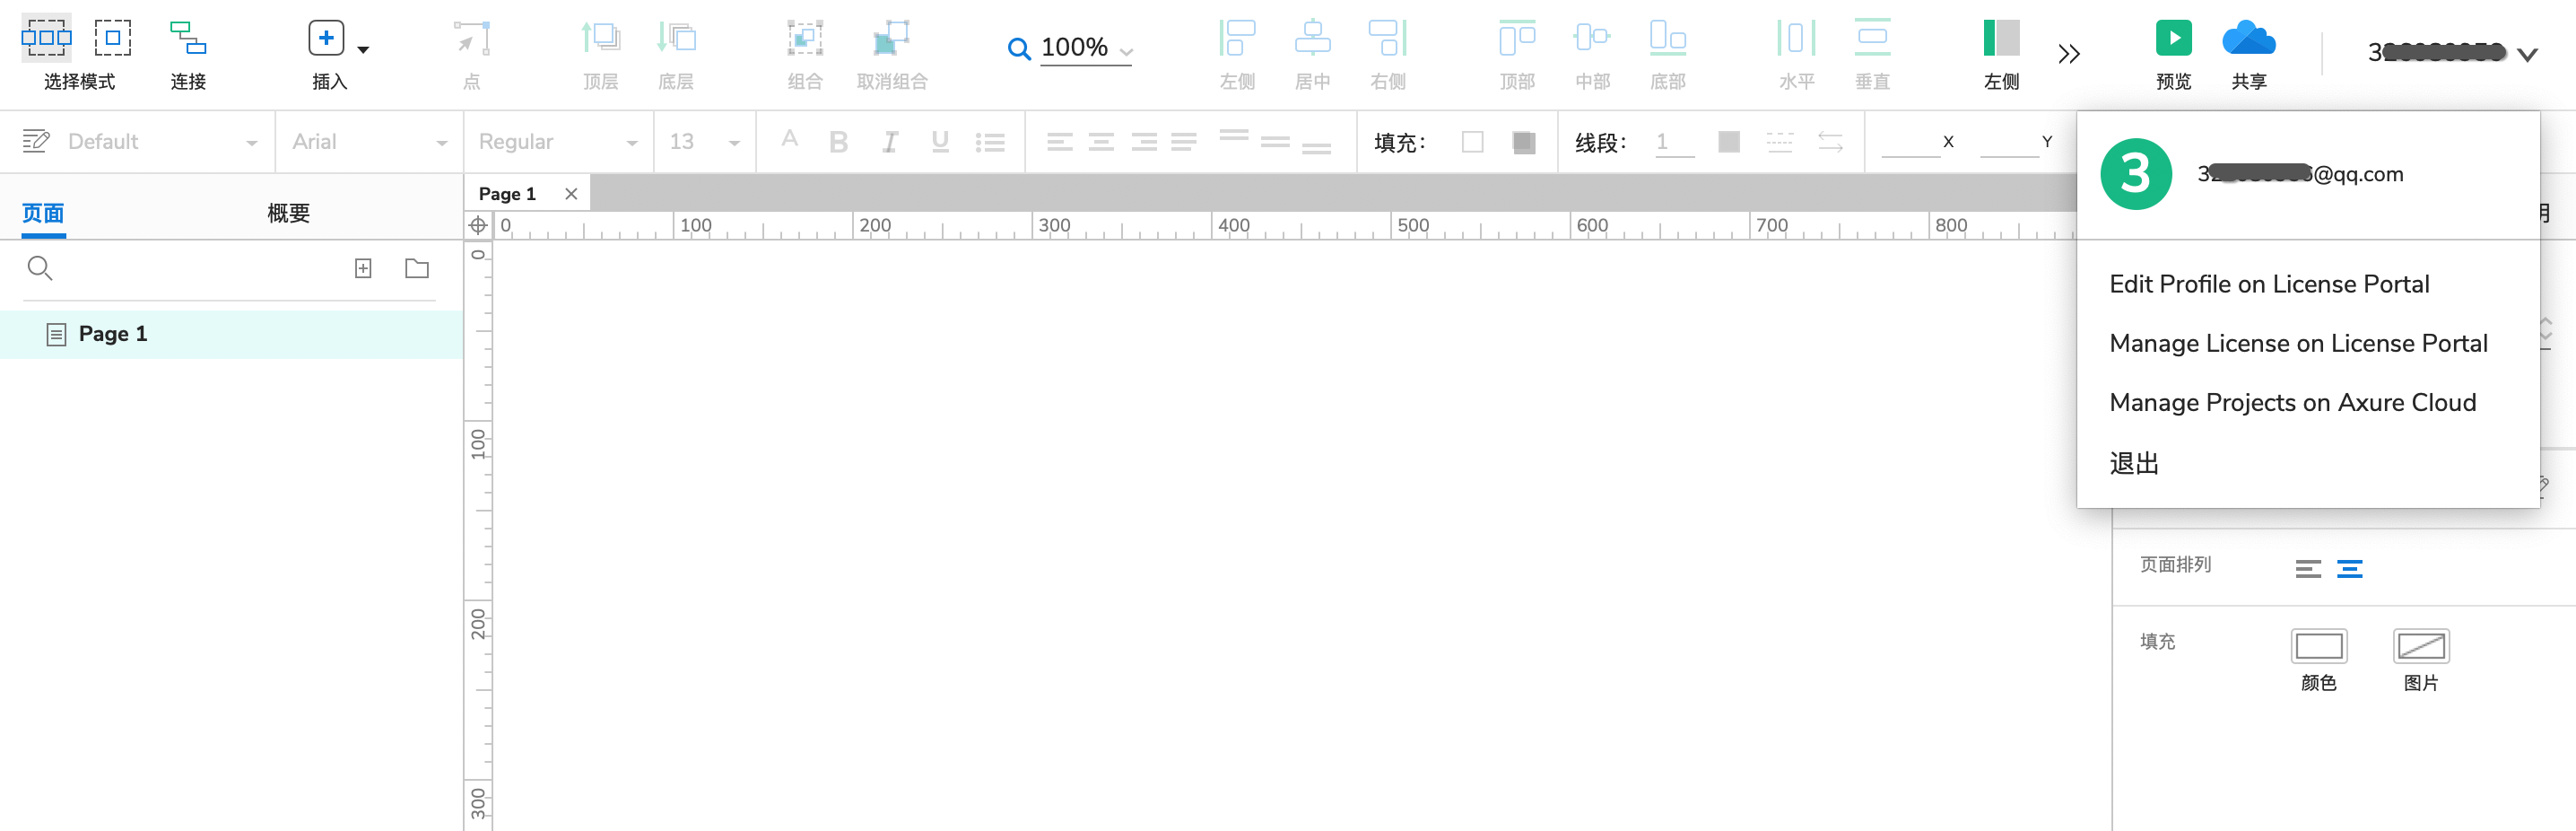 选择模式 连接 插入 点 顶层 底层 组合 取消组合 100% 左侧 居中 右侧 顶部 中部 底部 水平 垂直 左侧 预览 共享
Default Arial Regular 13 填充: 线段: 1 X Y
3 @qq.com
页面 概要
Page 1
0 100 200 300 400 500 600 700 800
0
100
200
300
Page 1
Edit Profile on License Portal
Manage License on License Portal
Manage Projects on Axure Cloud
退出
页面排列
填充
颜色 图片